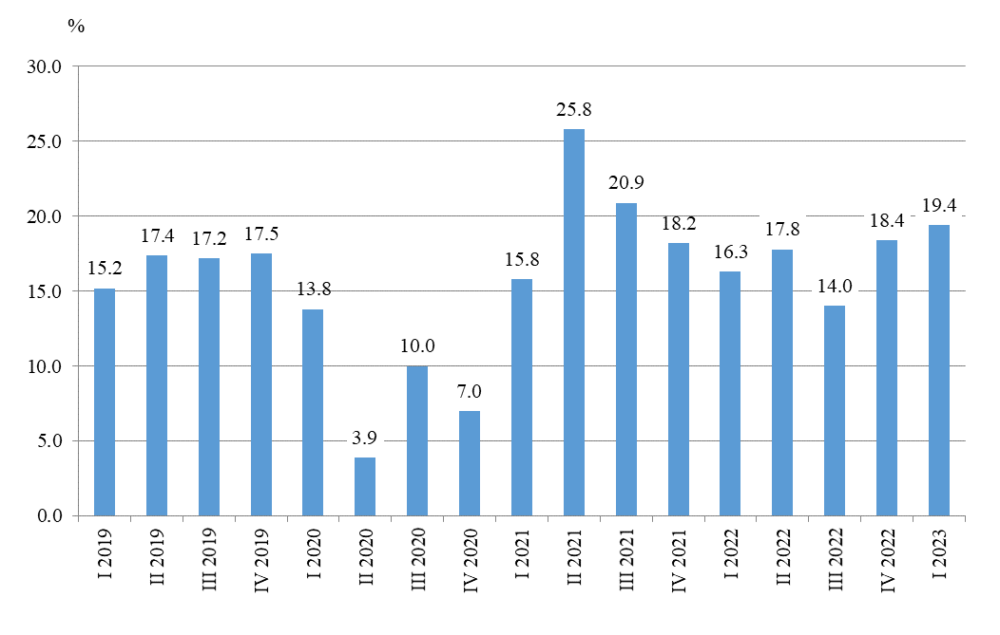 %
30.0
25.0
20.0
15.0
10.0
5.0
0.0
15.2
17.4
17.2
17.5
13.8
3.9
10.0
7.0
15.8
25.8
20.9
18.2
16.3
17.8
14.0
18.4
19.4
I 2019
II 2019
III 2019
IV 2019
I 2020
II 2020
III 2020
IV 2020
I 2021
II 2021
III 2021
IV 2021
I 2022
II 2022
III 2022
IV 2022
I 2023